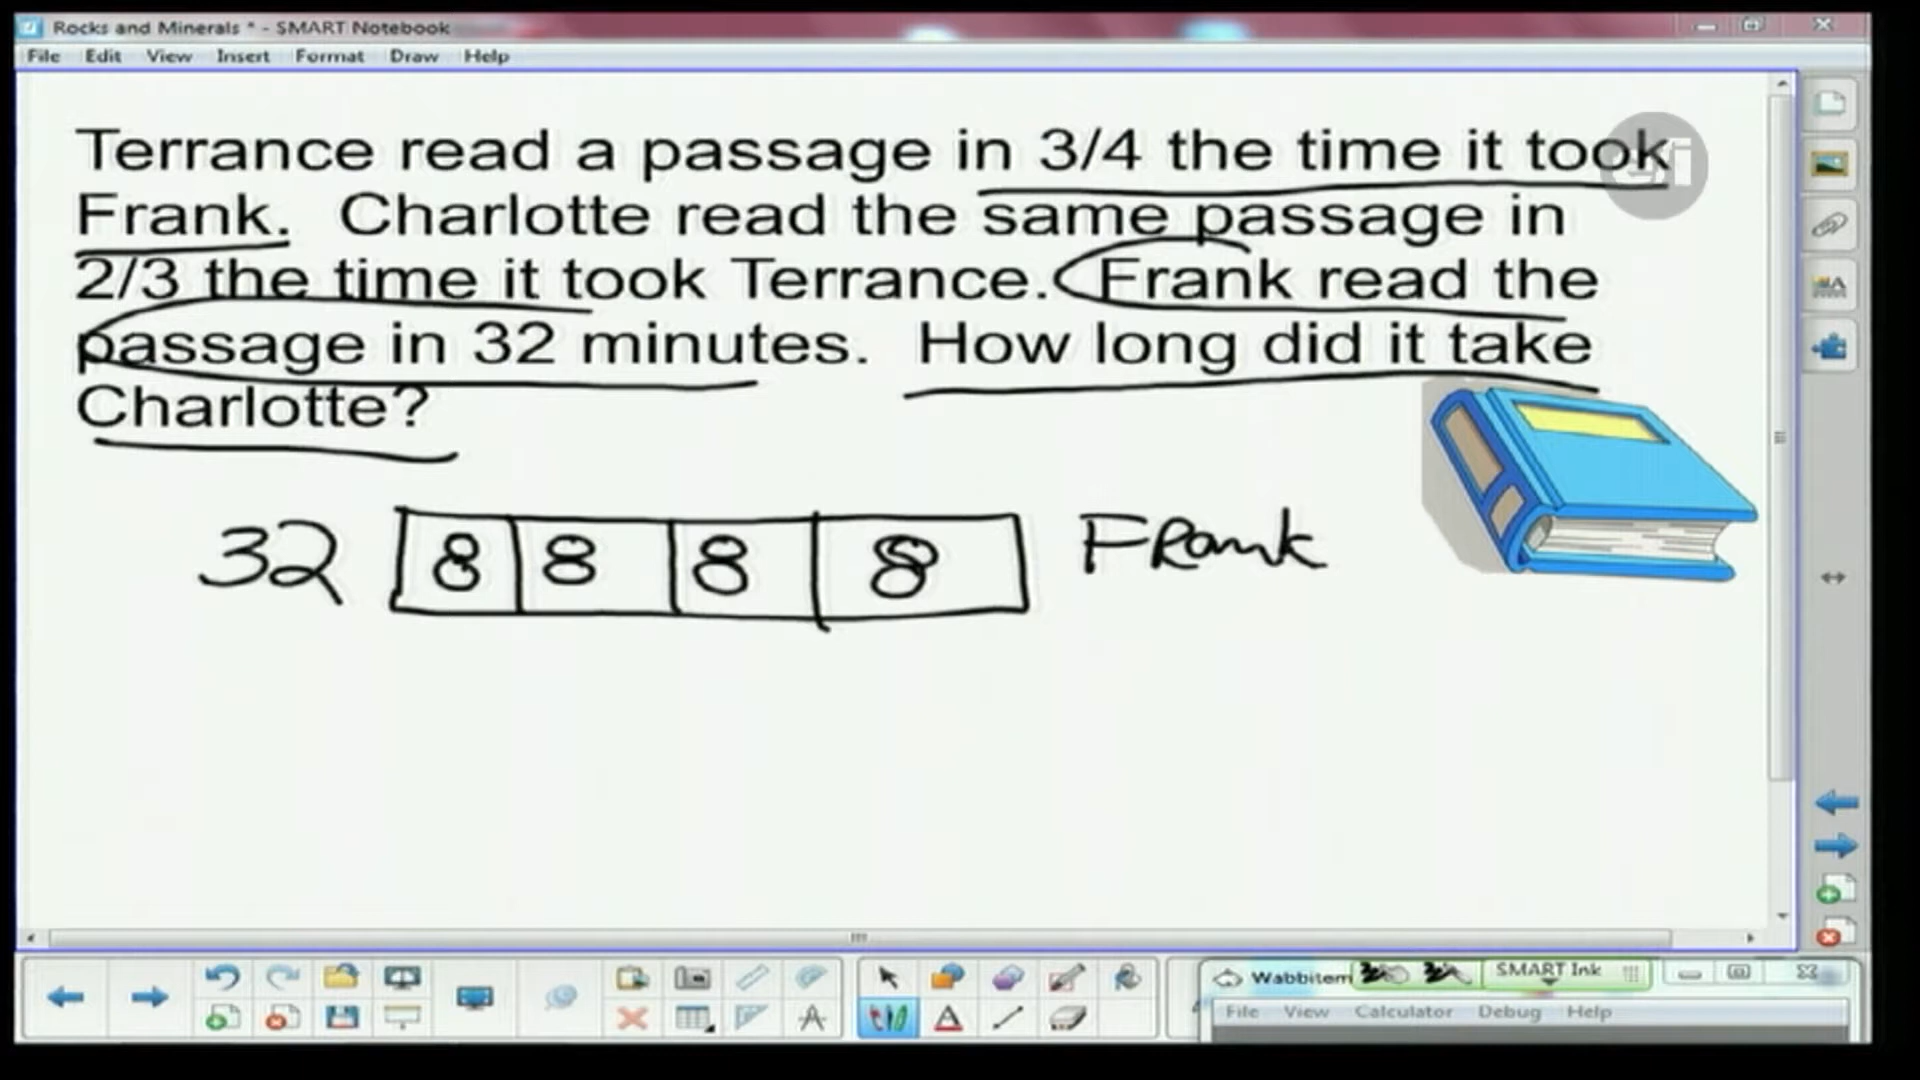 Rocks and Minerals * - SMART Notebook
File Edit View Insert Format Draw Help
Terrance read a passage in 3/4 the time it took
Frank. Charlotte read the same passage in
2/3 the time it took Terrance. Frank read the
passage in 32 minutes. How long did it take
Charlotte?
32 8 8 8 8 Frank
Wabbitem SMART Ink
File View Calculator Debug Help